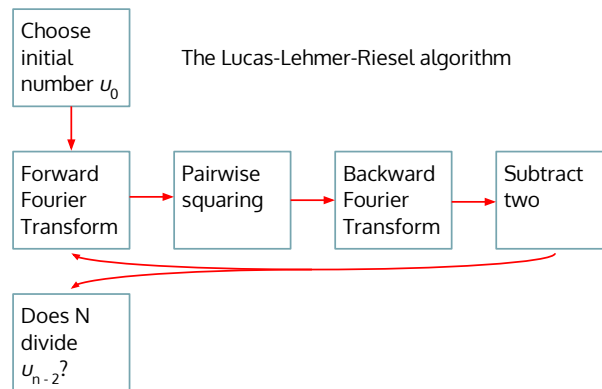 Choose
initial
number u₀
The Lucas-Lehmer-Riesel algorithm
Forward
Fourier
Transform
Pairwise
squaring
Backward
Fourier
Transform
Subtract
two
Does N
divide
uₙ₋₂?